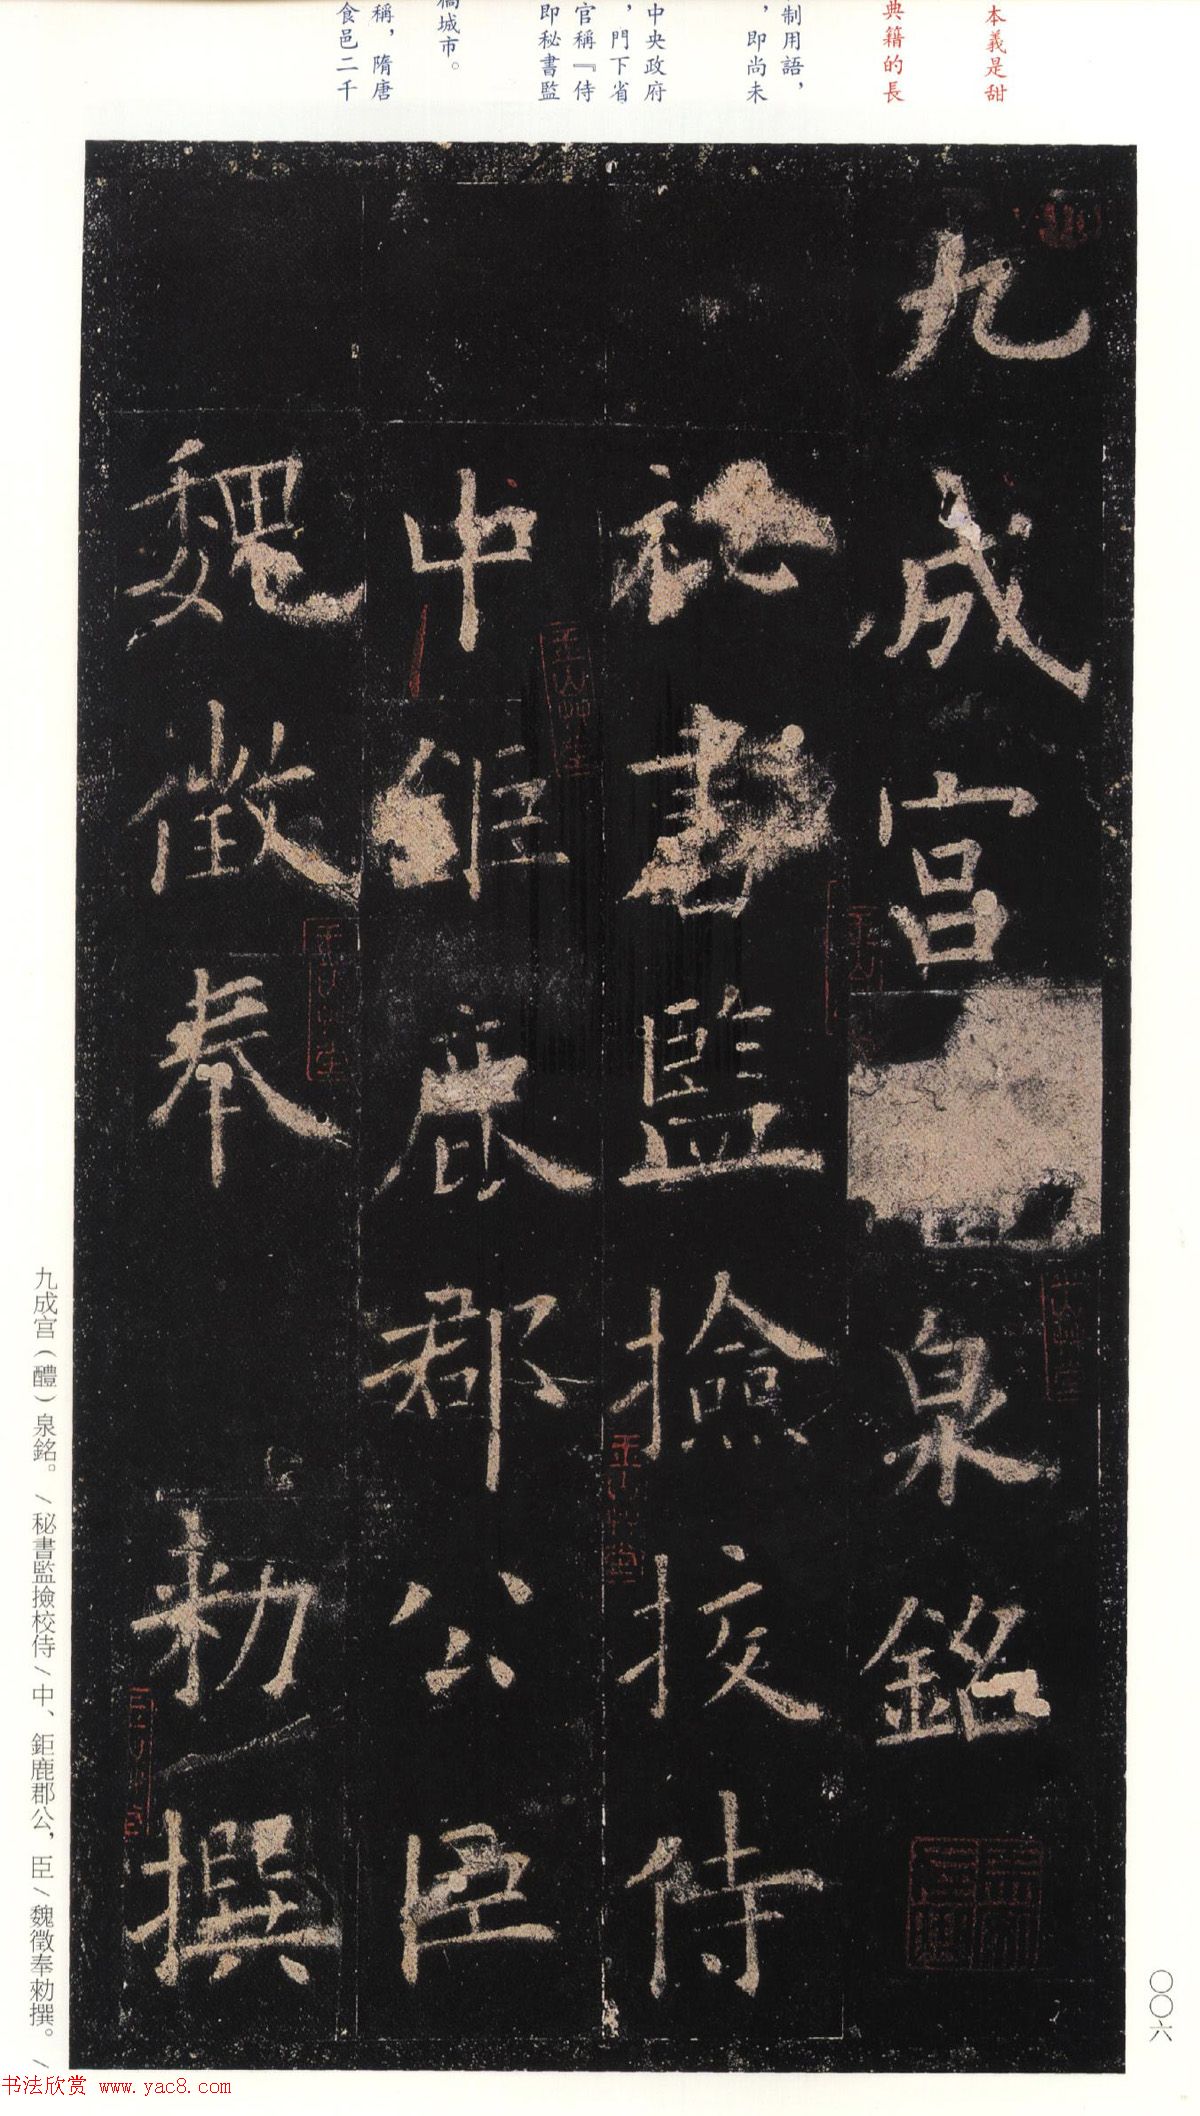 本義是甜
典籍的長
制用語，
，即尚未
中央政府
，門下省
官稱『侍
即秘書監
城市。
稱，隋唐
食邑二千
九成宮泉銘
秘書監撿挍侍
中鉅鹿郡公臣
魏徵奉勑撰
九成宮（醴）泉銘。/秘書監撿校侍/中、鉅鹿郡公，臣/魏徵奉勑撰。/
〇〇六
书法欣赏 www.yac8.com